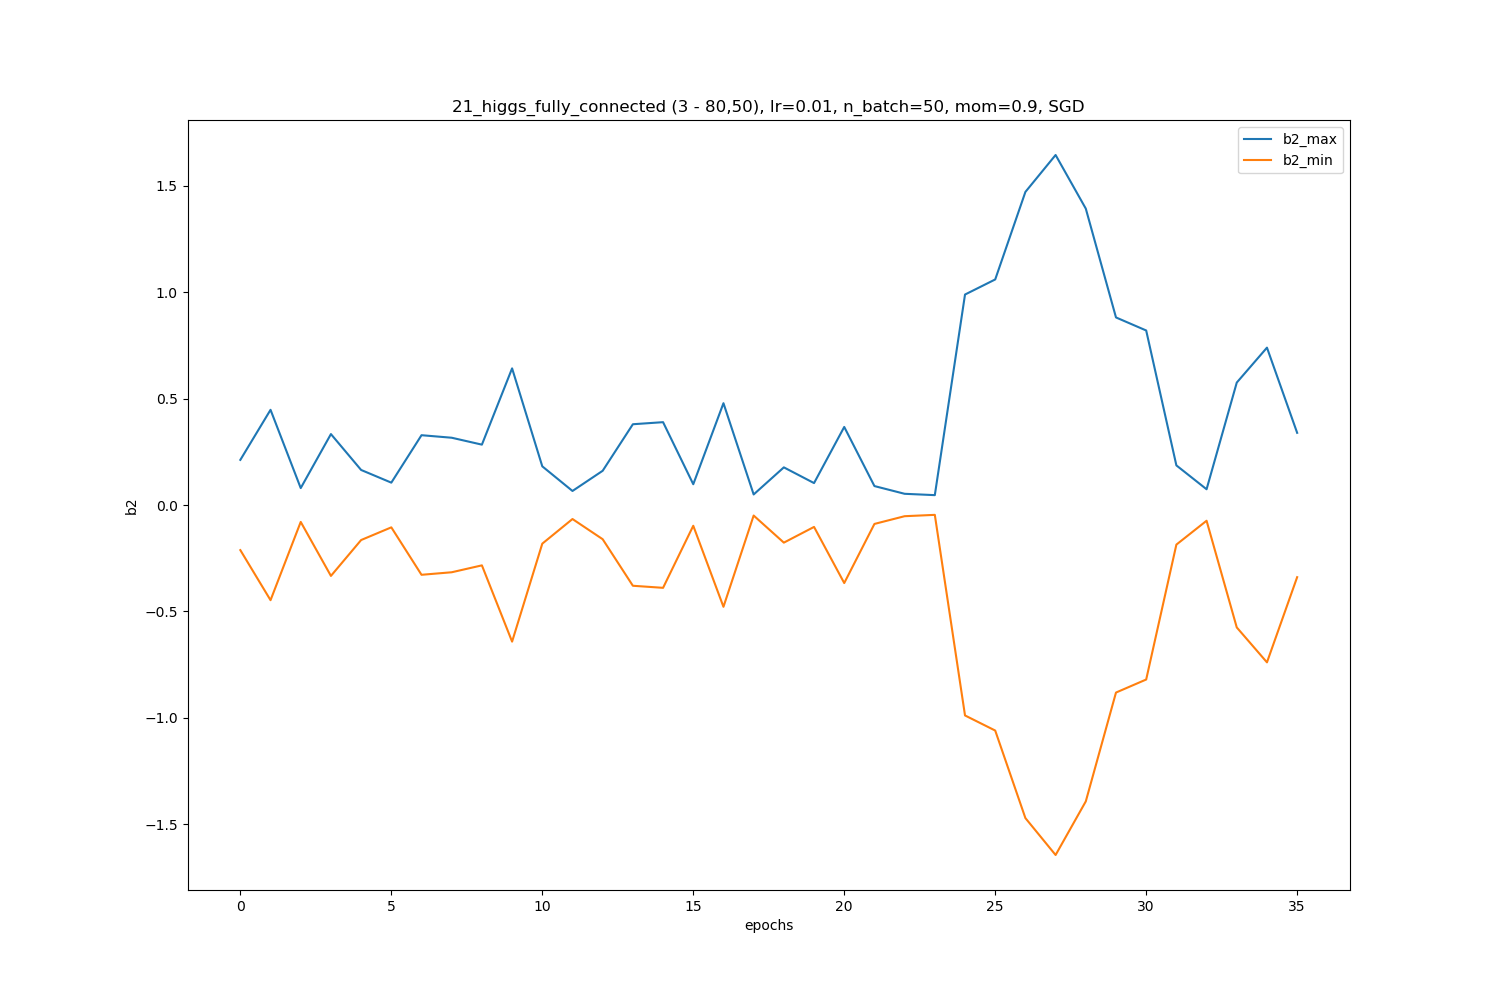 21_higgs_fully_connected (3 - 80,50), lr=0.01, n_batch=50, mom=0.9, SGD
b2_max
b2_min
1.5
1.0
0.5
0.0
−0.5
−1.0
−1.5
b2
0 5 10 15 20 25 30 35
epochs